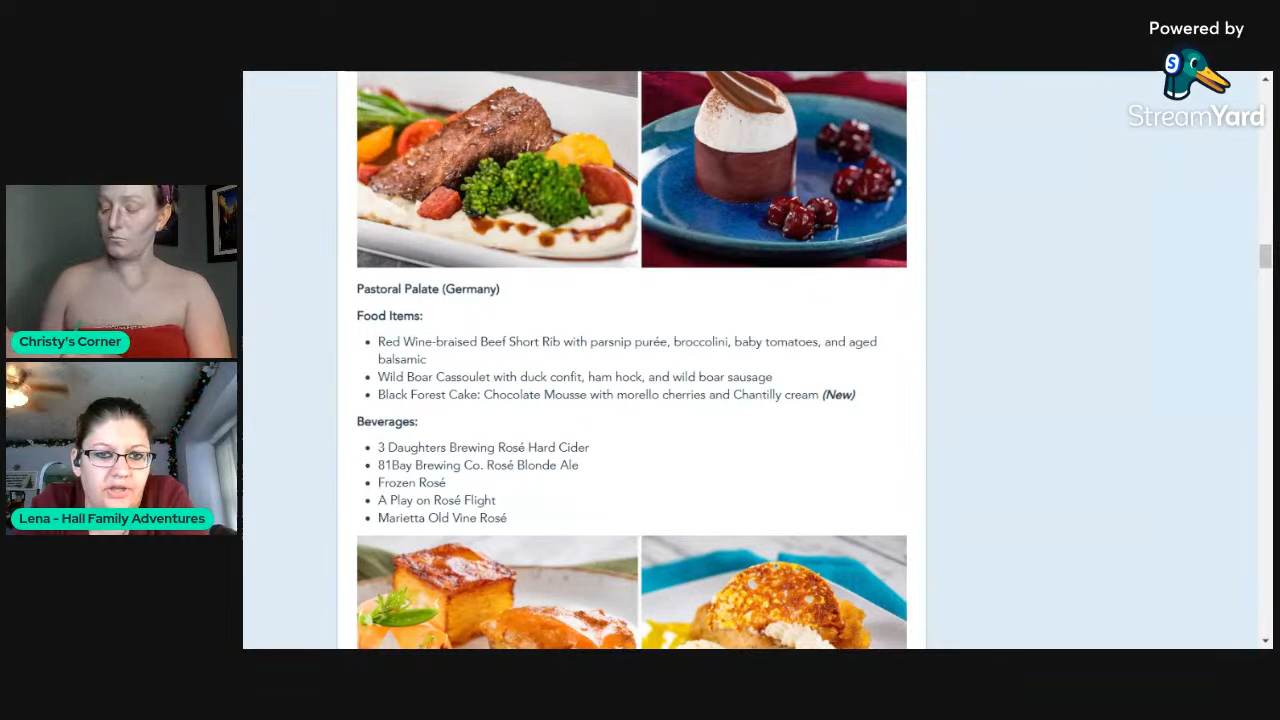 Powered by
S
StreamYard
Christy's Corner
Lena - Hall Family Adventures
Pastoral Palate (Germany)
Food Items:
Red Wine-braised Beef Short Rib with parsnip purée, broccolini, baby tomatoes, and aged
balsamic
Wild Boar Cassoulet with duck confit, ham hock, and wild boar sausage
Black Forest Cake: Chocolate Mousse with morello cherries and Chantilly cream (New)
Beverages:
3 Daughters Brewing Rosé Hard Cider
81Bay Brewing Co. Rosé Blonde Ale
Frozen Rosé
A Play on Rosé Flight
Marietta Old Vine Rosé